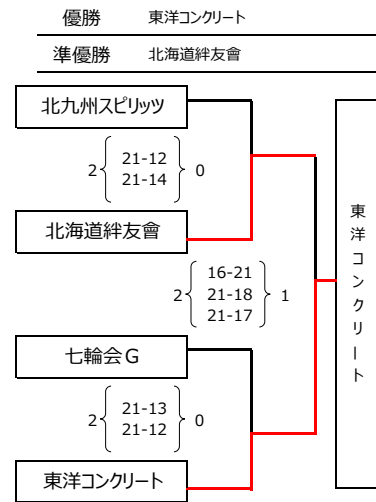 優勝 東洋コンクリート
準優勝 北海道絆友會
北九州スピリッツ
2 21-12 0
21-14
北海道絆友會
16-21
2 21-18 1
21-17
七輪会G
2 21-13 0
21-12
東洋コンクリート
東洋コンクリート